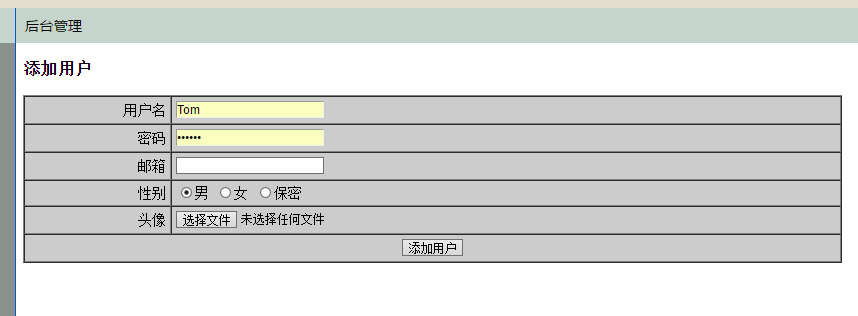 后台管理
添加用户
用户名 Tom
密码 ••••••
邮箱
性别 男 女 保密
头像 选择文件 未选择任何文件
添加用户